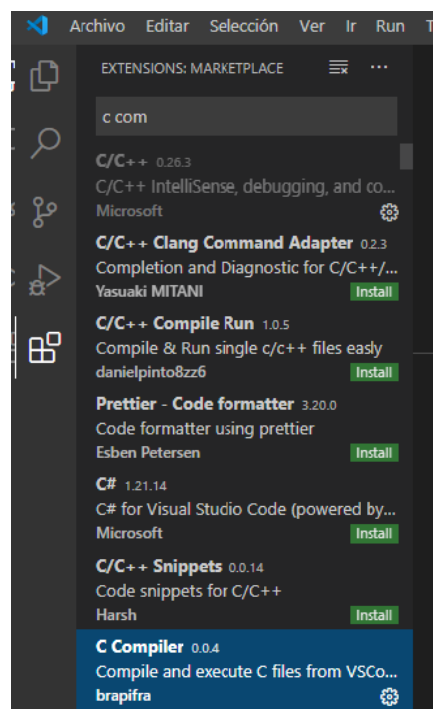 Archivo Editar Selección Ver Ir Run T
EXTENSIONS: MARKETPLACE
c com
C/C++ 0.26.3
C/C++ IntelliSense, debugging, and co...
Microsoft
C/C++ Clang Command Adapter 0.2.3
Completion and Diagnostic for C/C++/...
Yasuaki MITANI Install
C/C++ Compile Run 1.0.5
Compile & Run single c/c++ files easly
danielpinto8zz6 Install
Prettier - Code formatter 3.20.0
Code formatter using prettier
Esben Petersen Install
C# 1.21.14
C# for Visual Studio Code (powered by...
Microsoft Install
C/C++ Snippets 0.0.14
Code snippets for C/C++
Harsh Install
C Compiler 0.0.4
Compile and execute C files from VSCo...
brapifra